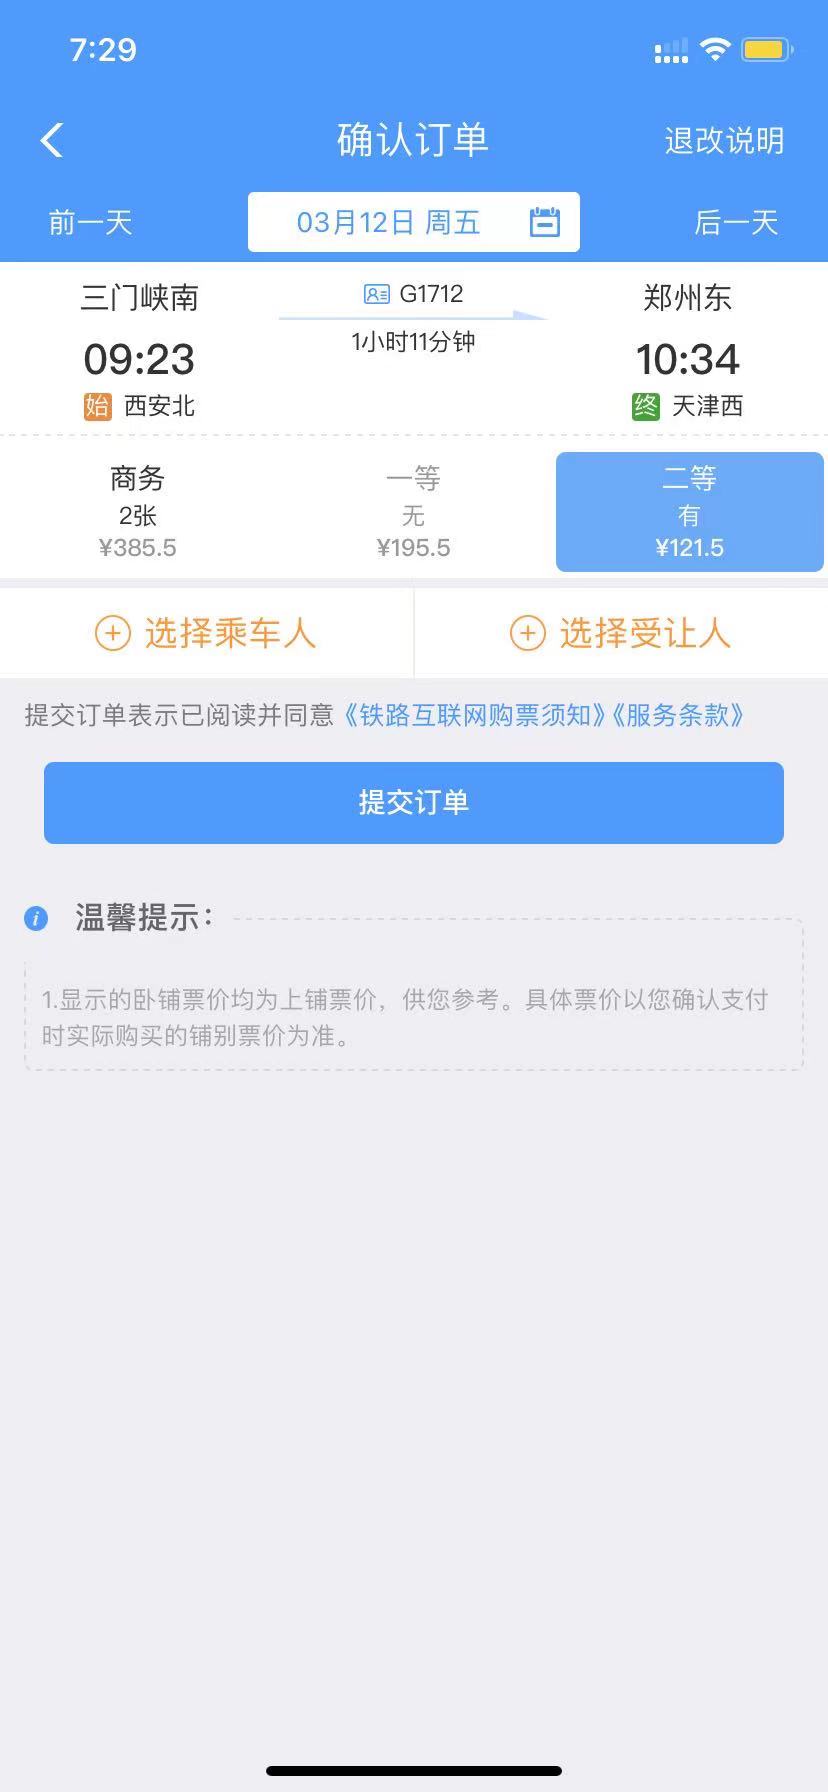 7:29
确认订单
退改说明
前一天
03月12日 周五
后一天
三门峡南
G1712
郑州东
09:23
1小时11分钟
10:34
始 西安北
终 天津西
商务
一等
二等
2张
无
有
¥385.5
¥195.5
¥121.5
选择乘车人
选择受让人
提交订单表示已阅读并同意《铁路互联网购票须知》《服务条款》
提交订单
温馨提示：
1.显示的卧铺票价均为上铺票价，供您参考。具体票价以您确认支付
时实际购买的铺别票价为准。